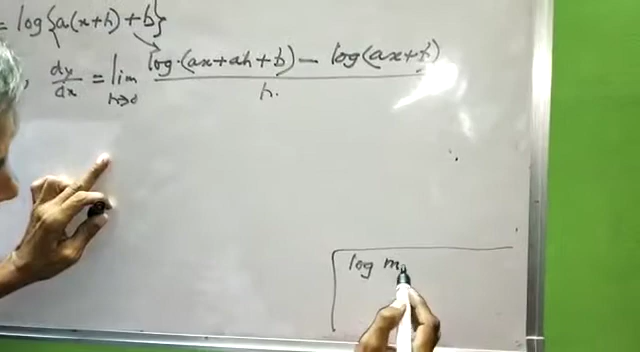 = log{a(x+h)+b}
, dy/dx = lim h→0 (log(ax+ah+b) − log(ax+b))/h.
log m